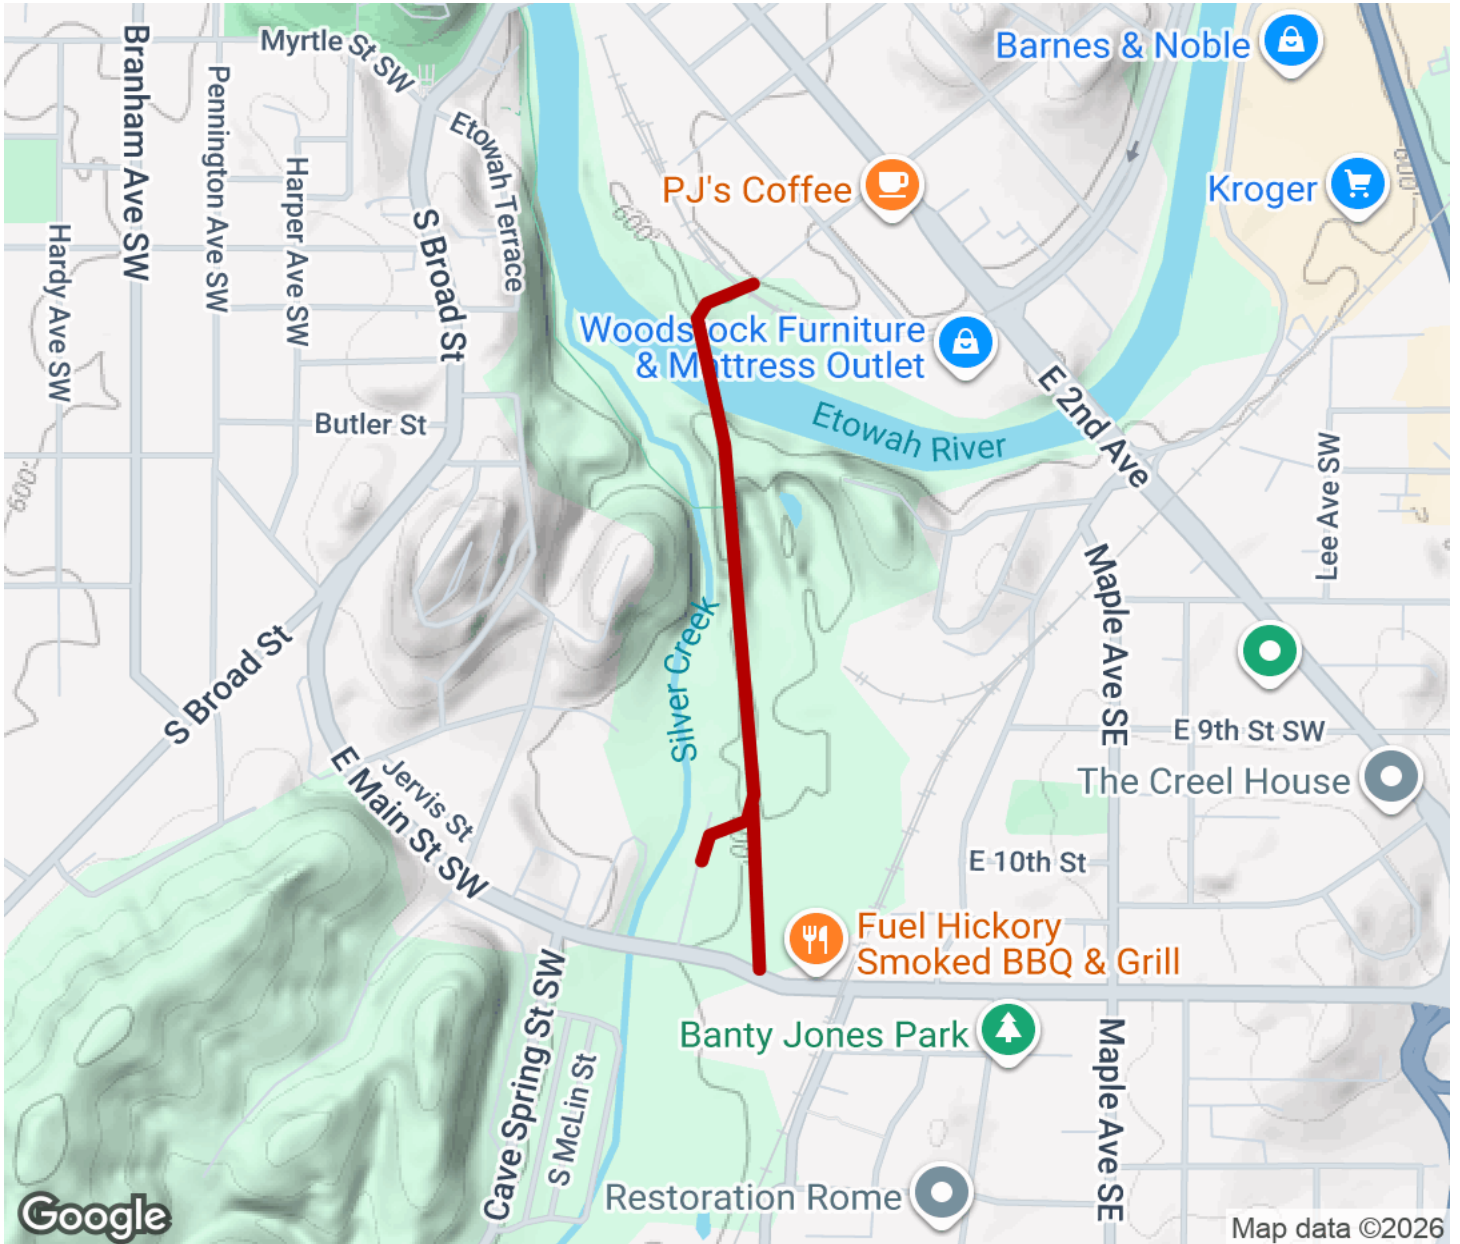 Myrtle St SW
Branham Ave SW
Pennington Ave SW
Harper Ave SW
Hardy Ave SW
Etowah Terrace
S Broad St
Barnes & Noble
PJ's Coffee
Kroger
600'
600'
Woodstock Furniture
& Mattress Outlet
Etowah River
E 2nd Ave
Butler St
600'
Lee Ave SW
Maple Ave SE
Silver Creek
S Broad St
E 9th St SW
The Creel House
Jervis St
E Main St SW
E 10th St
Fuel Hickory
Smoked BBQ & Grill
Banty Jones Park
Cave Spring St SW
S McLin St
Maple Ave SE
Restoration Rome
Google
Map data ©2026